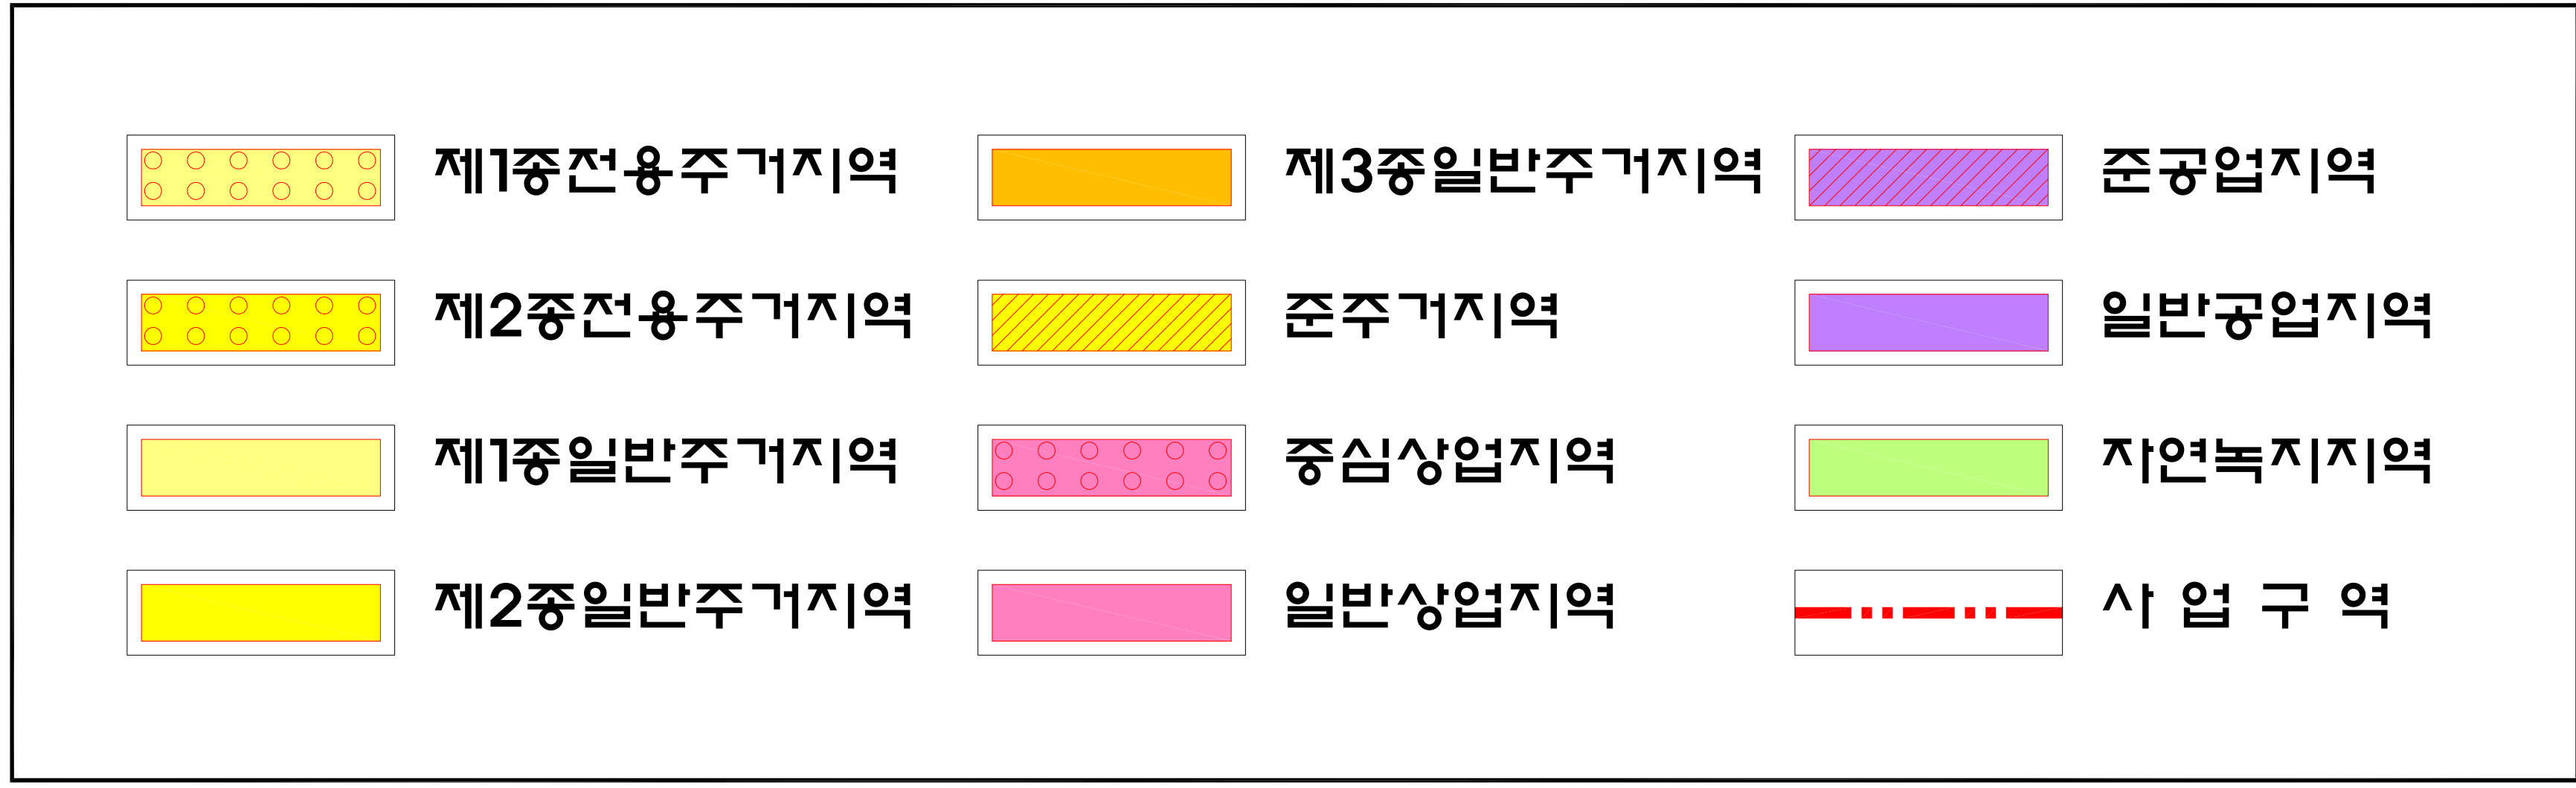 제1종전용주거지역
제2종전용주거지역
제1종일반주거지역
제2종일반주거지역
제3종일반주거지역
준주거지역
중심상업지역
일반상업지역
준공업지역
일반공업지역
자연녹지지역
사 업 구 역